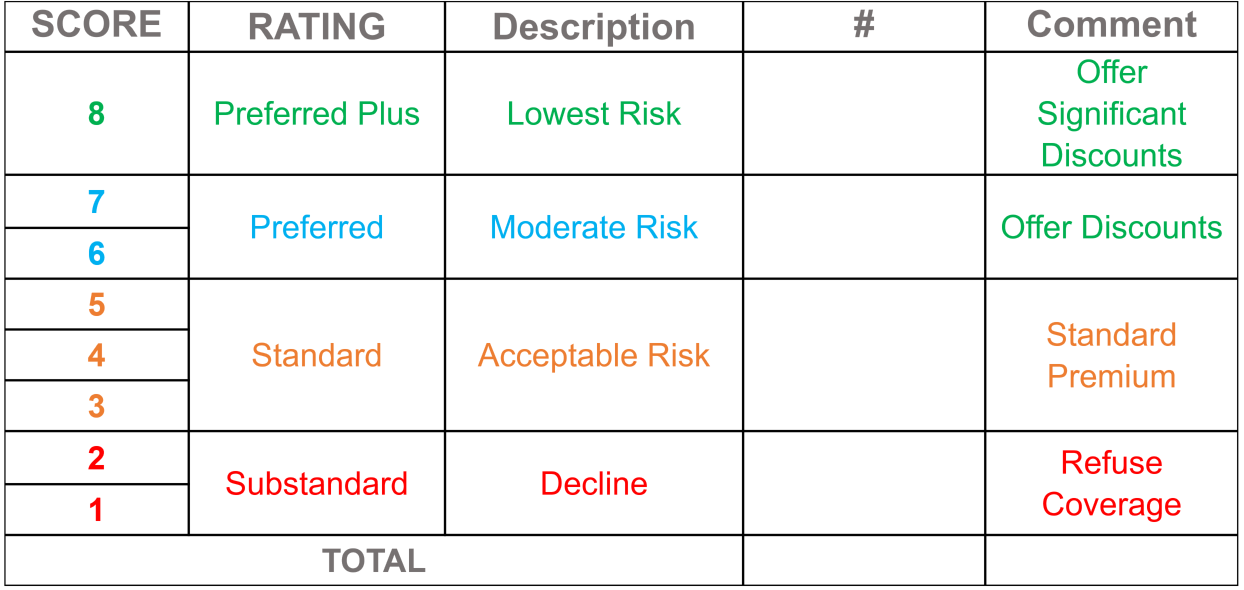 SCORE RATING Description # Comment
8 Preferred Plus Lowest Risk Offer
Significant
Discounts
7 Preferred Moderate Risk Offer Discounts
6
5
4 Standard Acceptable Risk Standard
Premium
3
2 Substandard Decline Refuse
Coverage
1
TOTAL